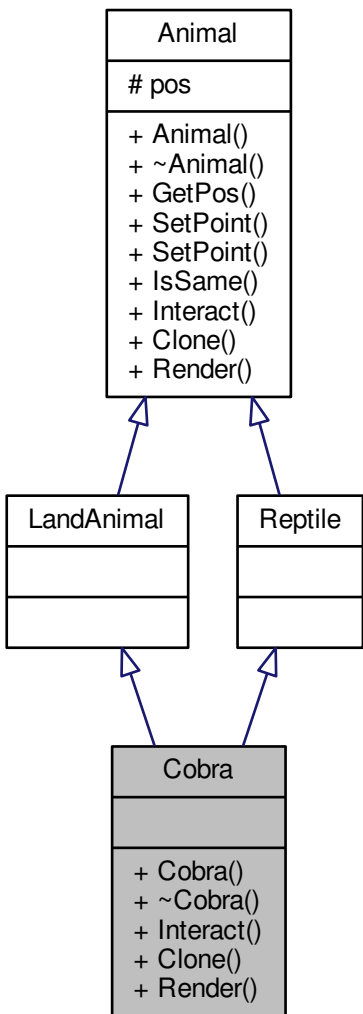 Animal
# pos
+ Animal()
+ ~Animal()
+ GetPos()
+ SetPoint()
+ SetPoint()
+ IsSame()
+ Interact()
+ Clone()
+ Render()
LandAnimal
Reptile
Cobra
+ Cobra()
+ ~Cobra()
+ Interact()
+ Clone()
+ Render()